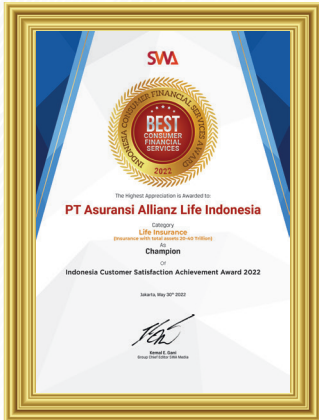 SWA
INDONESIA CONSUMER FINANCIAL SERVICES AWARD
BEST
CONSUMER
FINANCIAL
SERVICES
2022
The Highest Appreciation is Awarded to:
PT Asuransi Allianz Life Indonesia
Category
Life Insurance
(Insurance with total assets 20-40 Trillion)
As
Champion
Of
Indonesia Customer Satisfaction Achievement Award 2022
Jakarta, May 30th 2022
Kemal E. Gani
Group Chief Editor SWA Media